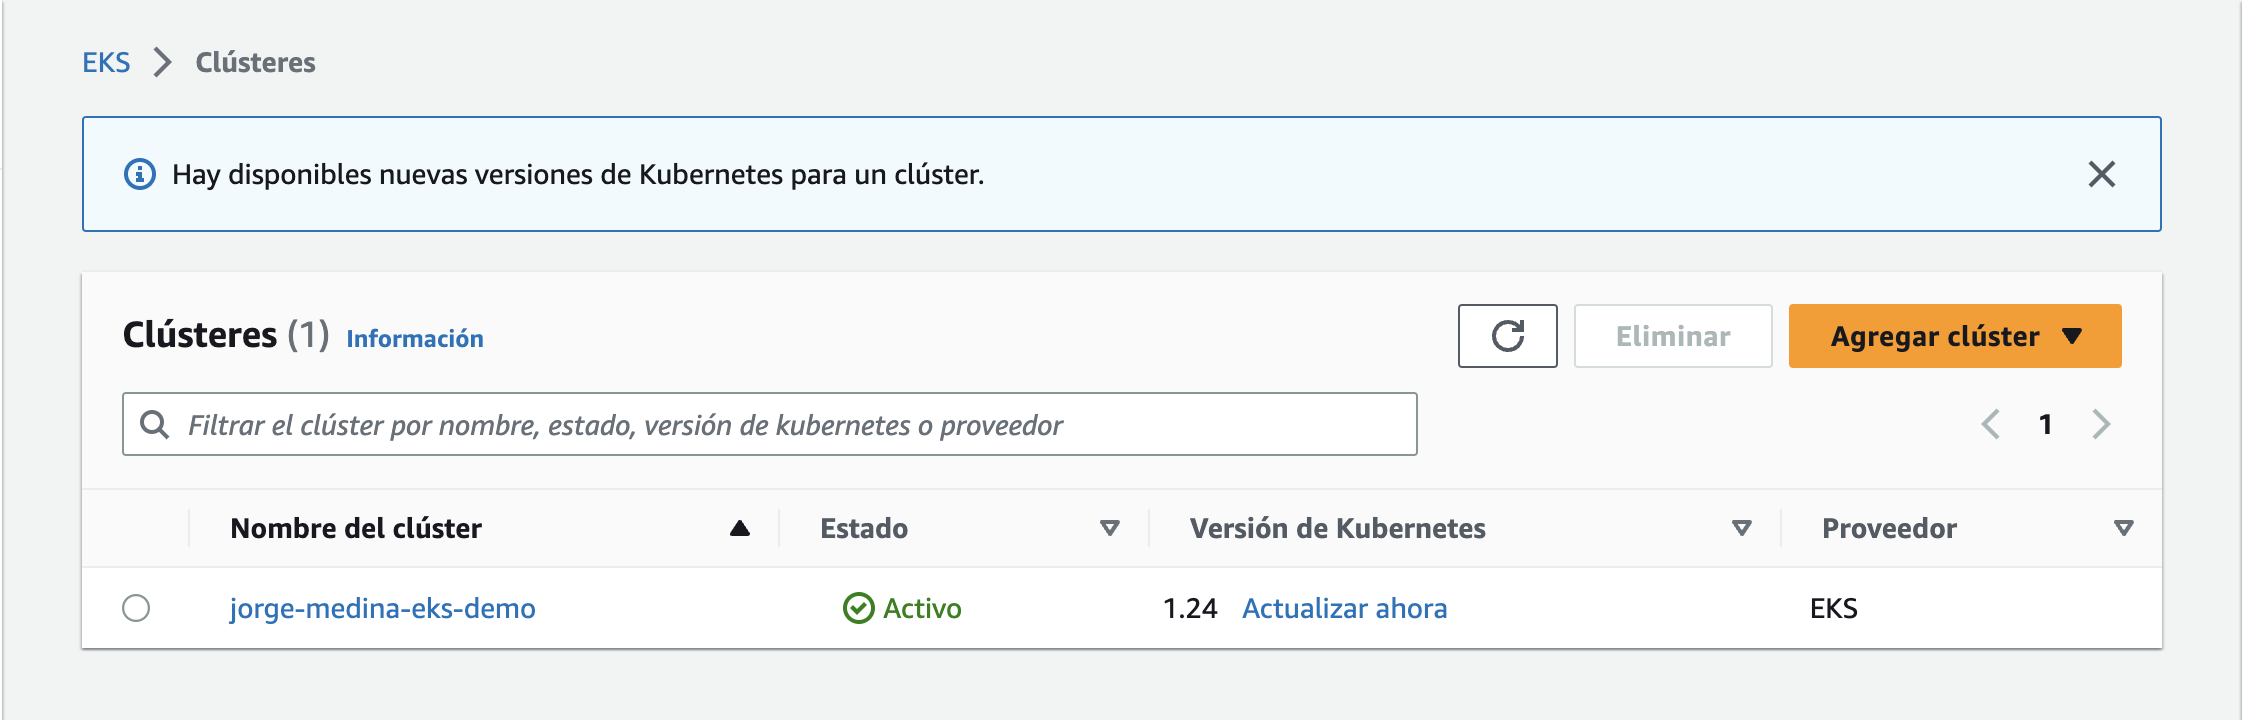 EKS > Clústeres
Hay disponibles nuevas versiones de Kubernetes para un clúster.
Clústeres (1) Información
Eliminar
Agregar clúster
Filtrar el clúster por nombre, estado, versión de kubernetes o proveedor
1
Nombre del clúster Estado Versión de Kubernetes Proveedor
jorge-medina-eks-demo Activo 1.24 Actualizar ahora EKS